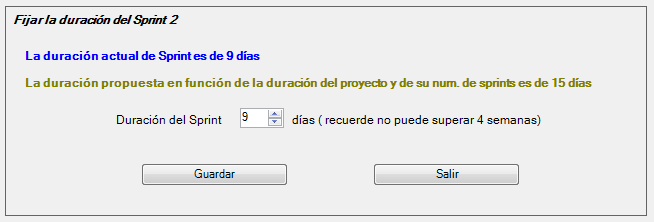 Fijar la duración del Sprint 2
La duración actual de Sprint es de 9 días
La duración propuesta en función de la duración del proyecto y de su num. de sprints es de 15 días
Duración del Sprint 9 días ( recuerde no puede superar 4 semanas)
Guardar Salir